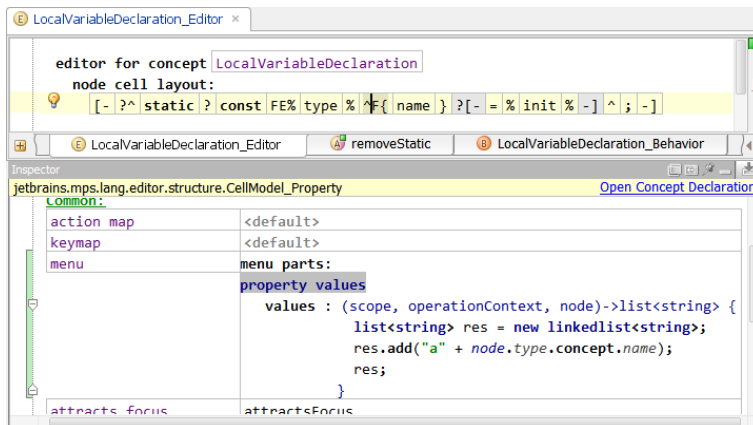 LocalVariableDeclaration_Editor ×
editor for concept LocalVariableDeclaration
node cell layout:
[- ?^ static ? const FE% type % ^F{ name } ?[- = % init % -] ^ ; -]
LocalVariableDeclaration_Editor removeStatic LocalVariableDeclaration_Behavior
Inspector
jetbrains.mps.lang.editor.structure.CellModel_Property Open Concept Declaration
Common:
action map <default>
keymap <default>
menu menu parts:
property values
values : (scope, operationContext, node)->list<string> {
list<string> res = new linkedlist<string>;
res.add("a" + node.type.concept.name);
res;
}
attracts focus attractsFocus